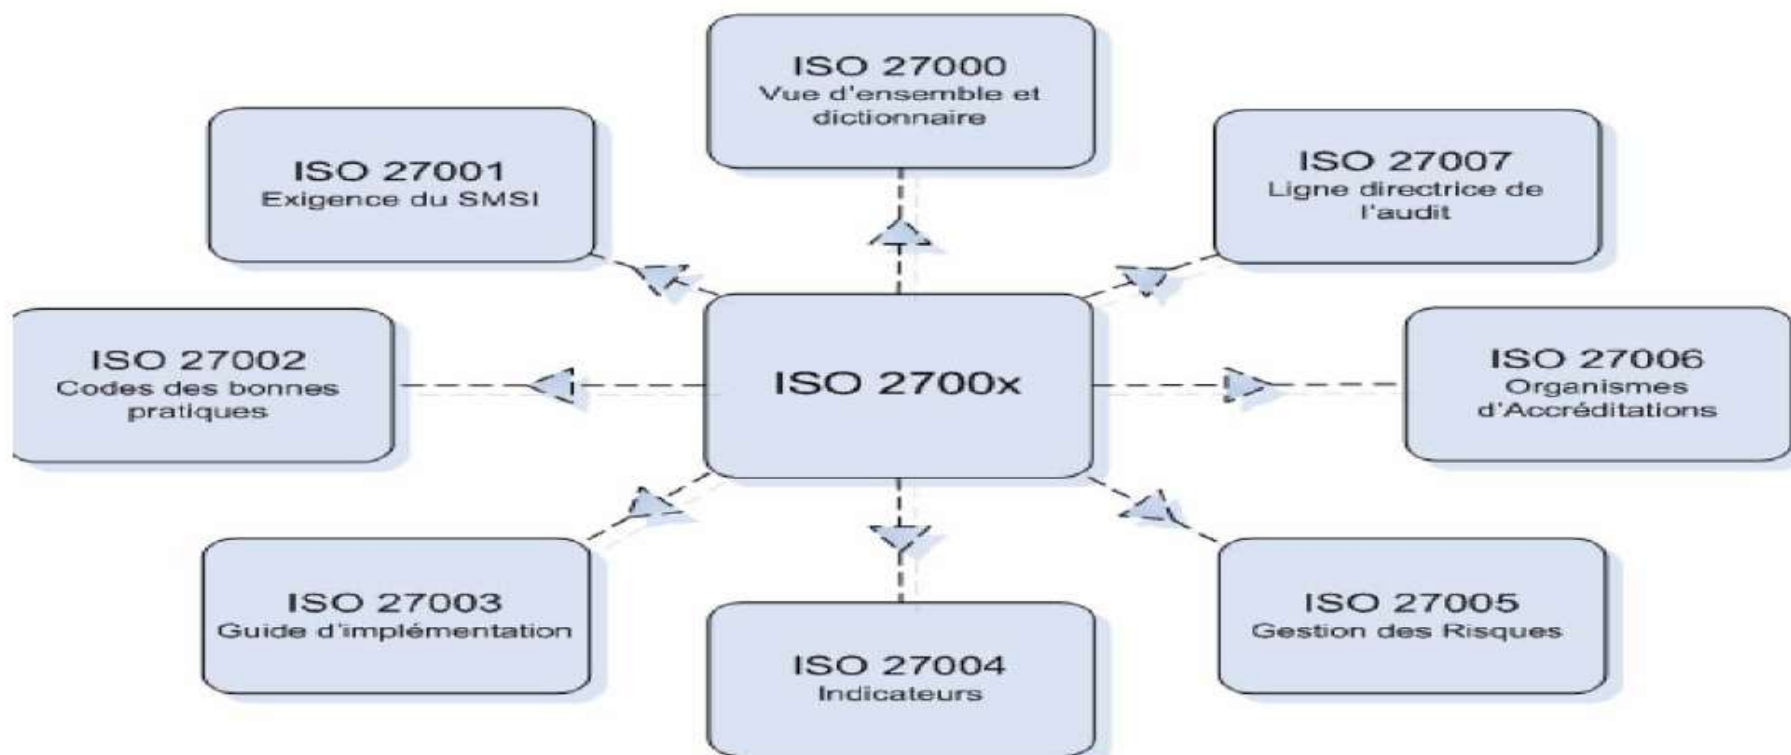 ISO 27000
Vue d'ensemble et
dictionnaire
ISO 27001
Exigence du SMSI
ISO 27007
Ligne directrice de
l'audit
ISO 27002
Codes des bonnes
pratiques
ISO 2700x
ISO 27006
Organismes
d'Accréditations
ISO 27003
Guide d'implémentation
ISO 27004
Indicateurs
ISO 27005
Gestion des Risques